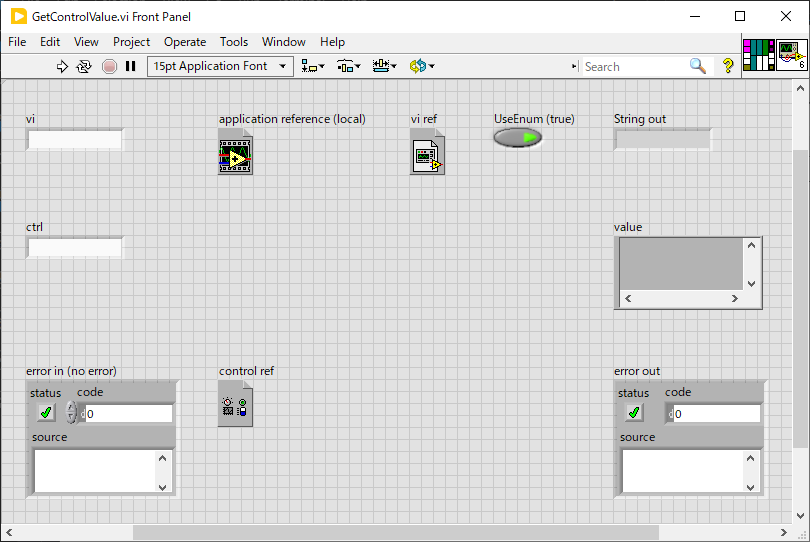 GetControlValue.vi Front Panel
File Edit View Project Operate Tools Window Help
15pt Application Font
Search
?
6
vi
application reference (local)
vi ref
UseEnum (true)
String out
ctrl
value
error in (no error)
status
code
d
0
source
control ref
error out
status
code
d
0
source